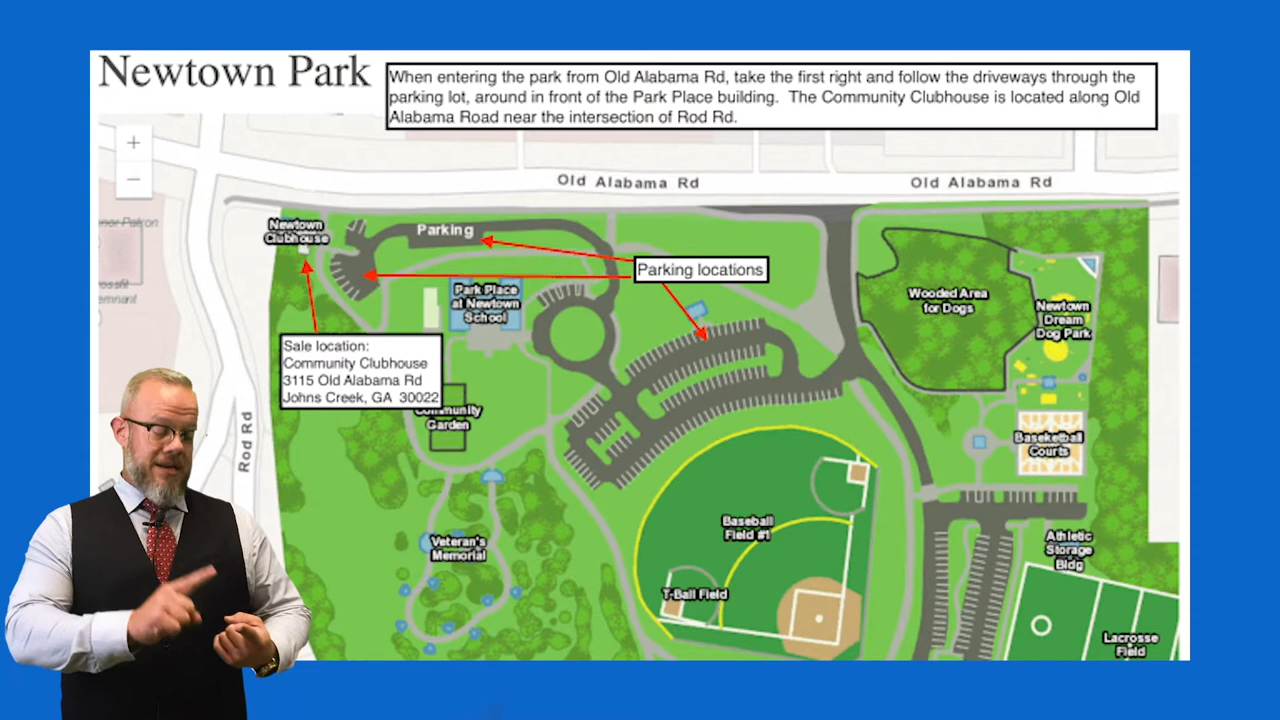 Newtown Park
When entering the park from Old Alabama Rd, take the first right and follow the driveways through the
parking lot, around in front of the Park Place building. The Community Clubhouse is located along Old
Alabama Road near the intersection of Rod Rd.
+
−
Old Alabama Rd
Old Alabama Rd
Patron
Newtown
Clubhouse
Parking
Parking locations
Park Place
at Newtown
School
Wooded Area
for Dogs
Newtown
Dream
Dog Park
Sale location:
Community Clubhouse
3115 Old Alabama Rd
Johns Creek, GA 30022
Community
Garden
Rod Rd
Baseketball
Courts
Baseball
Field #1
Veteran's
Memorial
Athletic
Storage
Bldg
T-Ball Field
Lacrosse
Field